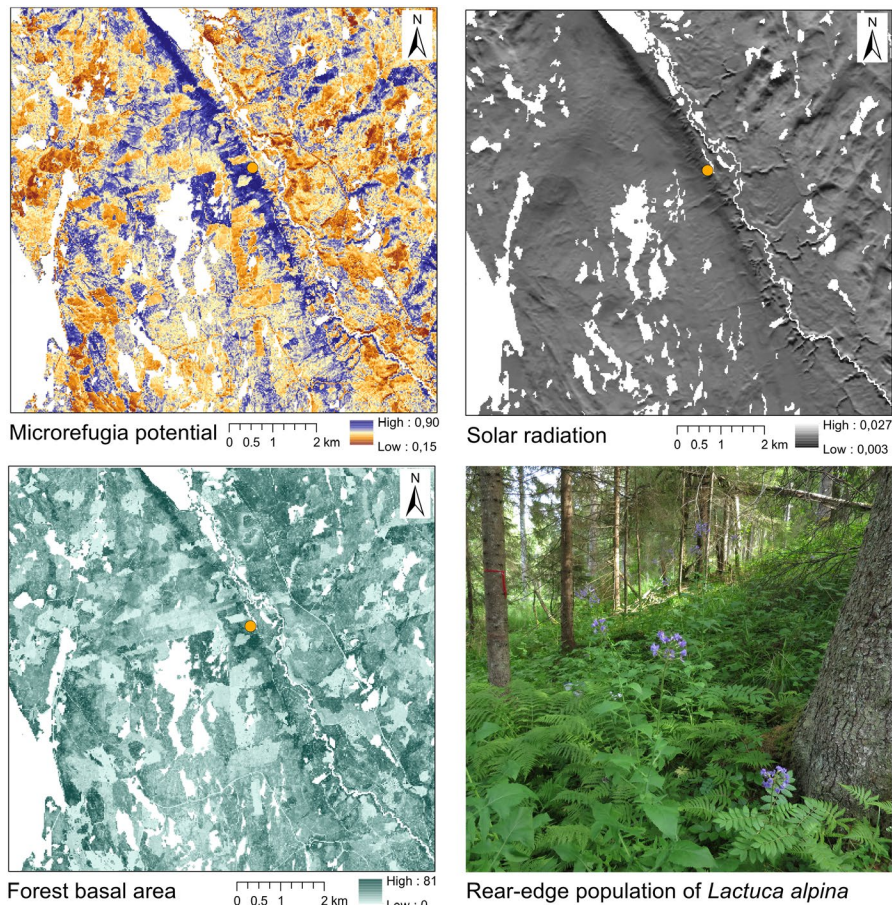 N
N
Microrefugia potential
0 0.5 1 2 km
High : 0,90
Low : 0,15
Solar radiation
0 0.5 1 2 km
High : 0,027
Low : 0,003
N
Forest basal area
0 0.5 1 2 km
High : 81
Low : 0
Rear-edge population of Lactuca alpina